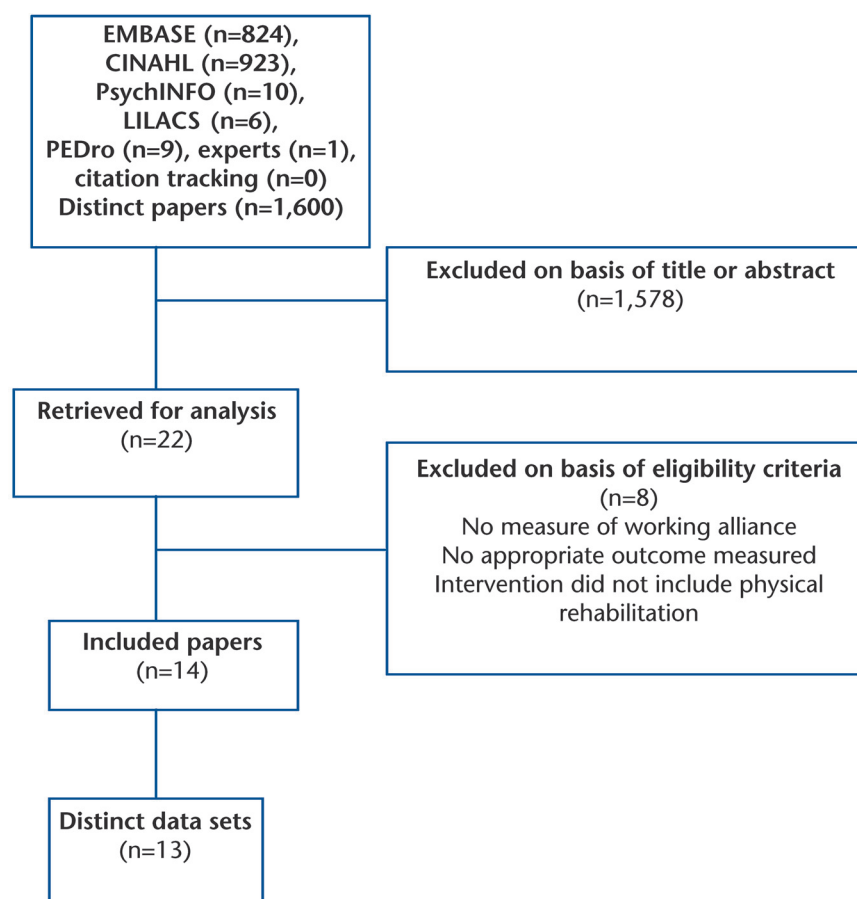 EMBASE (n=824),
CINAHL (n=923),
PsychINFO (n=10),
LILACS (n=6),
PEDro (n=9), experts (n=1),
citation tracking (n=0)
Distinct papers (n=1,600)
Excluded on basis of title or abstract
(n=1,578)
Retrieved for analysis
(n=22)
Excluded on basis of eligibility criteria
(n=8)
No measure of working alliance
No appropriate outcome measured
Intervention did not include physical
rehabilitation
Included papers
(n=14)
Distinct data sets
(n=13)